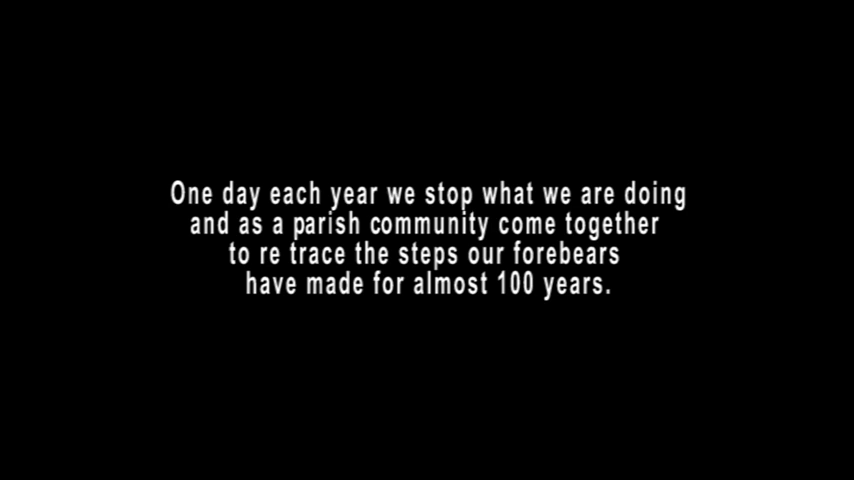 One day each year we stop what we are doing
and as a parish community come together
to re trace the steps our forebears
have made for almost 100 years.